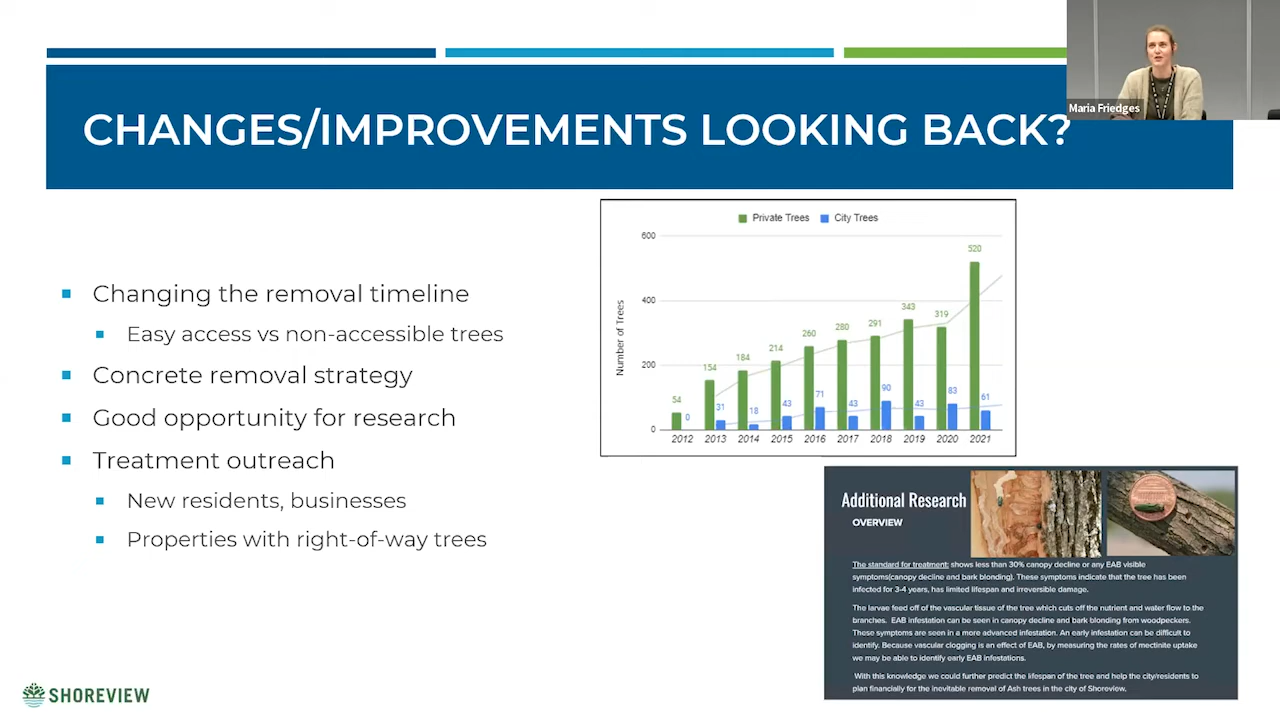 Maria Friedges
CHANGES/IMPROVEMENTS LOOKING BACK?
Changing the removal timeline
Easy access vs non-accessible trees
Concrete removal strategy
Good opportunity for research
Treatment outreach
New residents, businesses
Properties with right-of-way trees
Private Trees City Trees
Number of Trees
600
400
200
0
54 0 154 31 184 18 214 43 260 71 280 43 291 90 343 43 319 83 520 61
2012 2013 2014 2015 2016 2017 2018 2019 2020 2021
Additional Research
OVERVIEW
The standard for treatment: shows less than 30% canopy decline or any EAB visible
symptoms(canopy decline and bark blonding). These symptoms indicate that the tree has been
infected for 3-4 years, has limited lifespan and irreversible damage.
The larvae feed off of the vascular tissue of the tree which cuts off the nutrient and water flow to the
branches. EAB infestation can be seen in canopy decline and bark blonding from woodpeckers.
These symptoms are seen in a more advanced infestation. An early infestation can be difficult to
identify. Because vascular clogging is an effect of EAB, by measuring the rates of mectinite uptake
we may be able to identify early EAB infestations.
With this knowledge we could further predict the lifespan of the tree and help the city/residents to
plan financially for the inevitable removal of Ash trees in the city of Shoreview.
SHOREVIEW